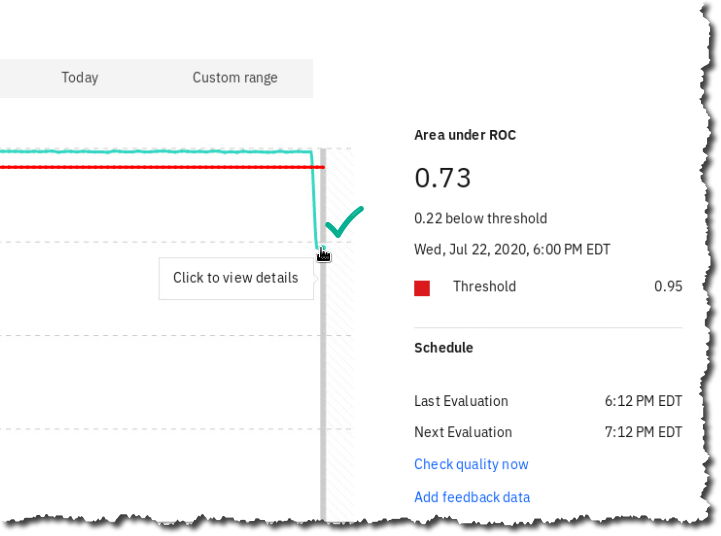 Today
Custom range
Click to view details
Area under ROC
0.73
0.22 below threshold
Wed, Jul 22, 2020, 6:00 PM EDT
Threshold 0.95
Schedule
Last Evaluation 6:12 PM EDT
Next Evaluation 7:12 PM EDT
Check quality now
Add feedback data